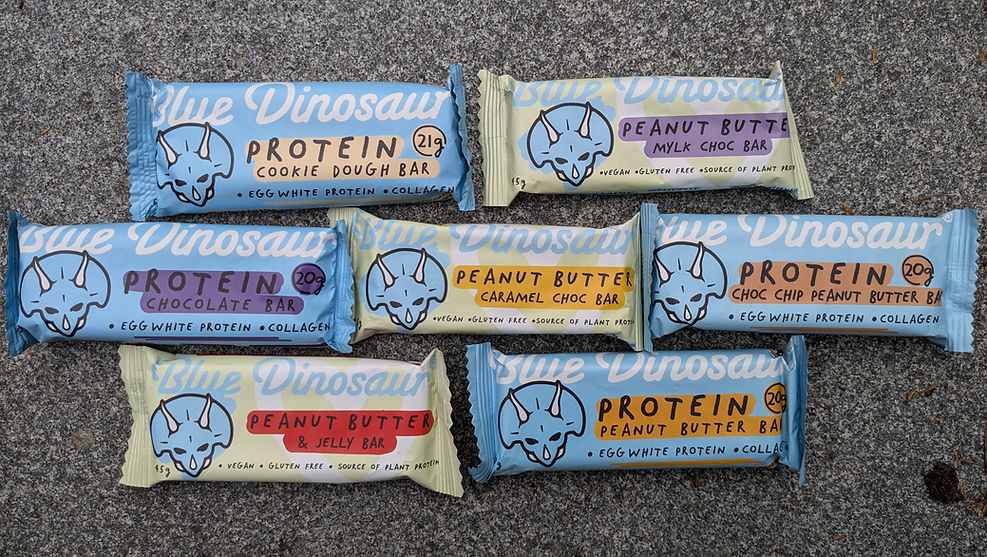 Blue Dinosaur
PROTEIN 21g
COOKIE DOUGH BAR
• EGG WHITE PROTEIN • COLLAGEN
Blue Dinosaur
PEANUT BUTTE
MYLK CHOC BAR
• VEGAN • GLUTEN FREE • SOURCE OF PLANT PROT
45g
Blue Dinosaur
PROTEIN 20g
CHOCOLATE BAR
• EGG WHITE PROTEIN • COLLAGEN
Blue Dinosaur
PEANUT BUTTER
CARAMEL CHOC BAR
• VEGAN • GLUTEN FREE • SOURCE OF PLANT PROTEI
Blue Dinosaur
PROTEIN 20g
CHOC CHIP PEANUT BUTTER BA
• EGG WHITE PROTEIN • COLLAGEN
Blue Dinosaur
PEANUT BUTTER
& JELLY BAR
• VEGAN • GLUTEN FREE • SOURCE OF PLANT PROTEIN
45g
Blue Dinosaur
PROTEIN 20g
PEANUT BUTTER BAR
• EGG WHITE PROTEIN • COLLAG